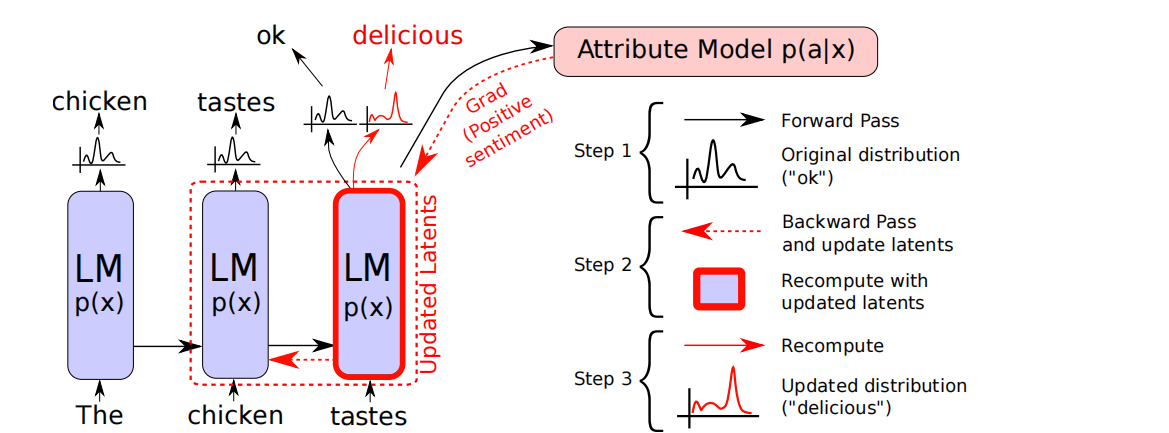 ok
delicious
Attribute Model p(a|x)
chicken
tastes
Grad
(Positive
sentiment)
LM
p(x)
LM
p(x)
LM
p(x)
Updated Latents
The
chicken
tastes
Step 1
Forward Pass
Original distribution
("ok")
Step 2
Backward Pass
and update latents
Recompute with
updated latents
Step 3
Recompute
Updated distribution
("delicious")